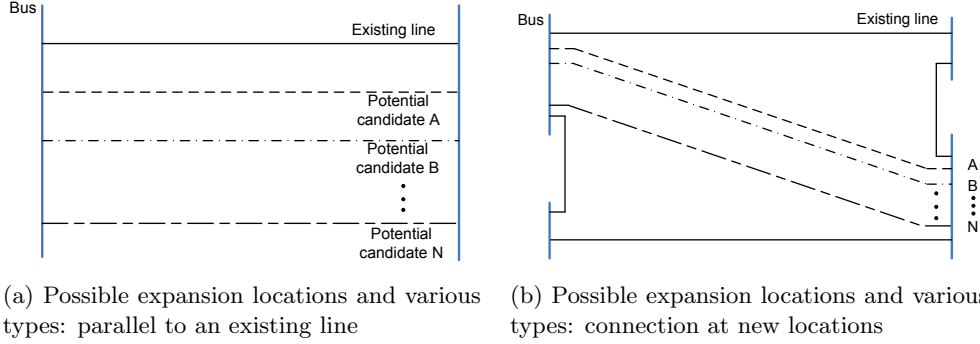 Bus
Existing line
Potential
candidate A
Potential
candidate B
Potential
candidate N
(a) Possible expansion locations and various
types: parallel to an existing line
Bus
Existing line
A
B
N
(b) Possible expansion locations and various
types: connection at new locations